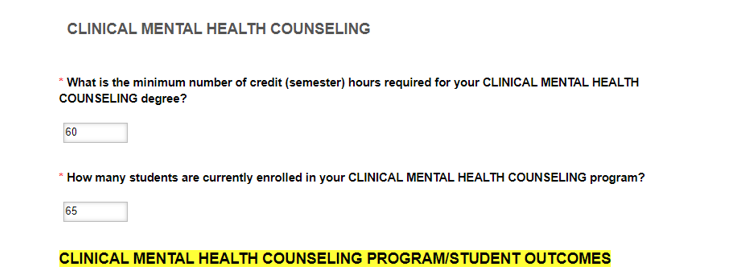 CLINICAL MENTAL HEALTH COUNSELING
* What is the minimum number of credit (semester) hours required for your CLINICAL MENTAL HEALTH
COUNSELING degree?
60
* How many students are currently enrolled in your CLINICAL MENTAL HEALTH COUNSELING program?
65
CLINICAL MENTAL HEALTH COUNSELING PROGRAM/STUDENT OUTCOMES